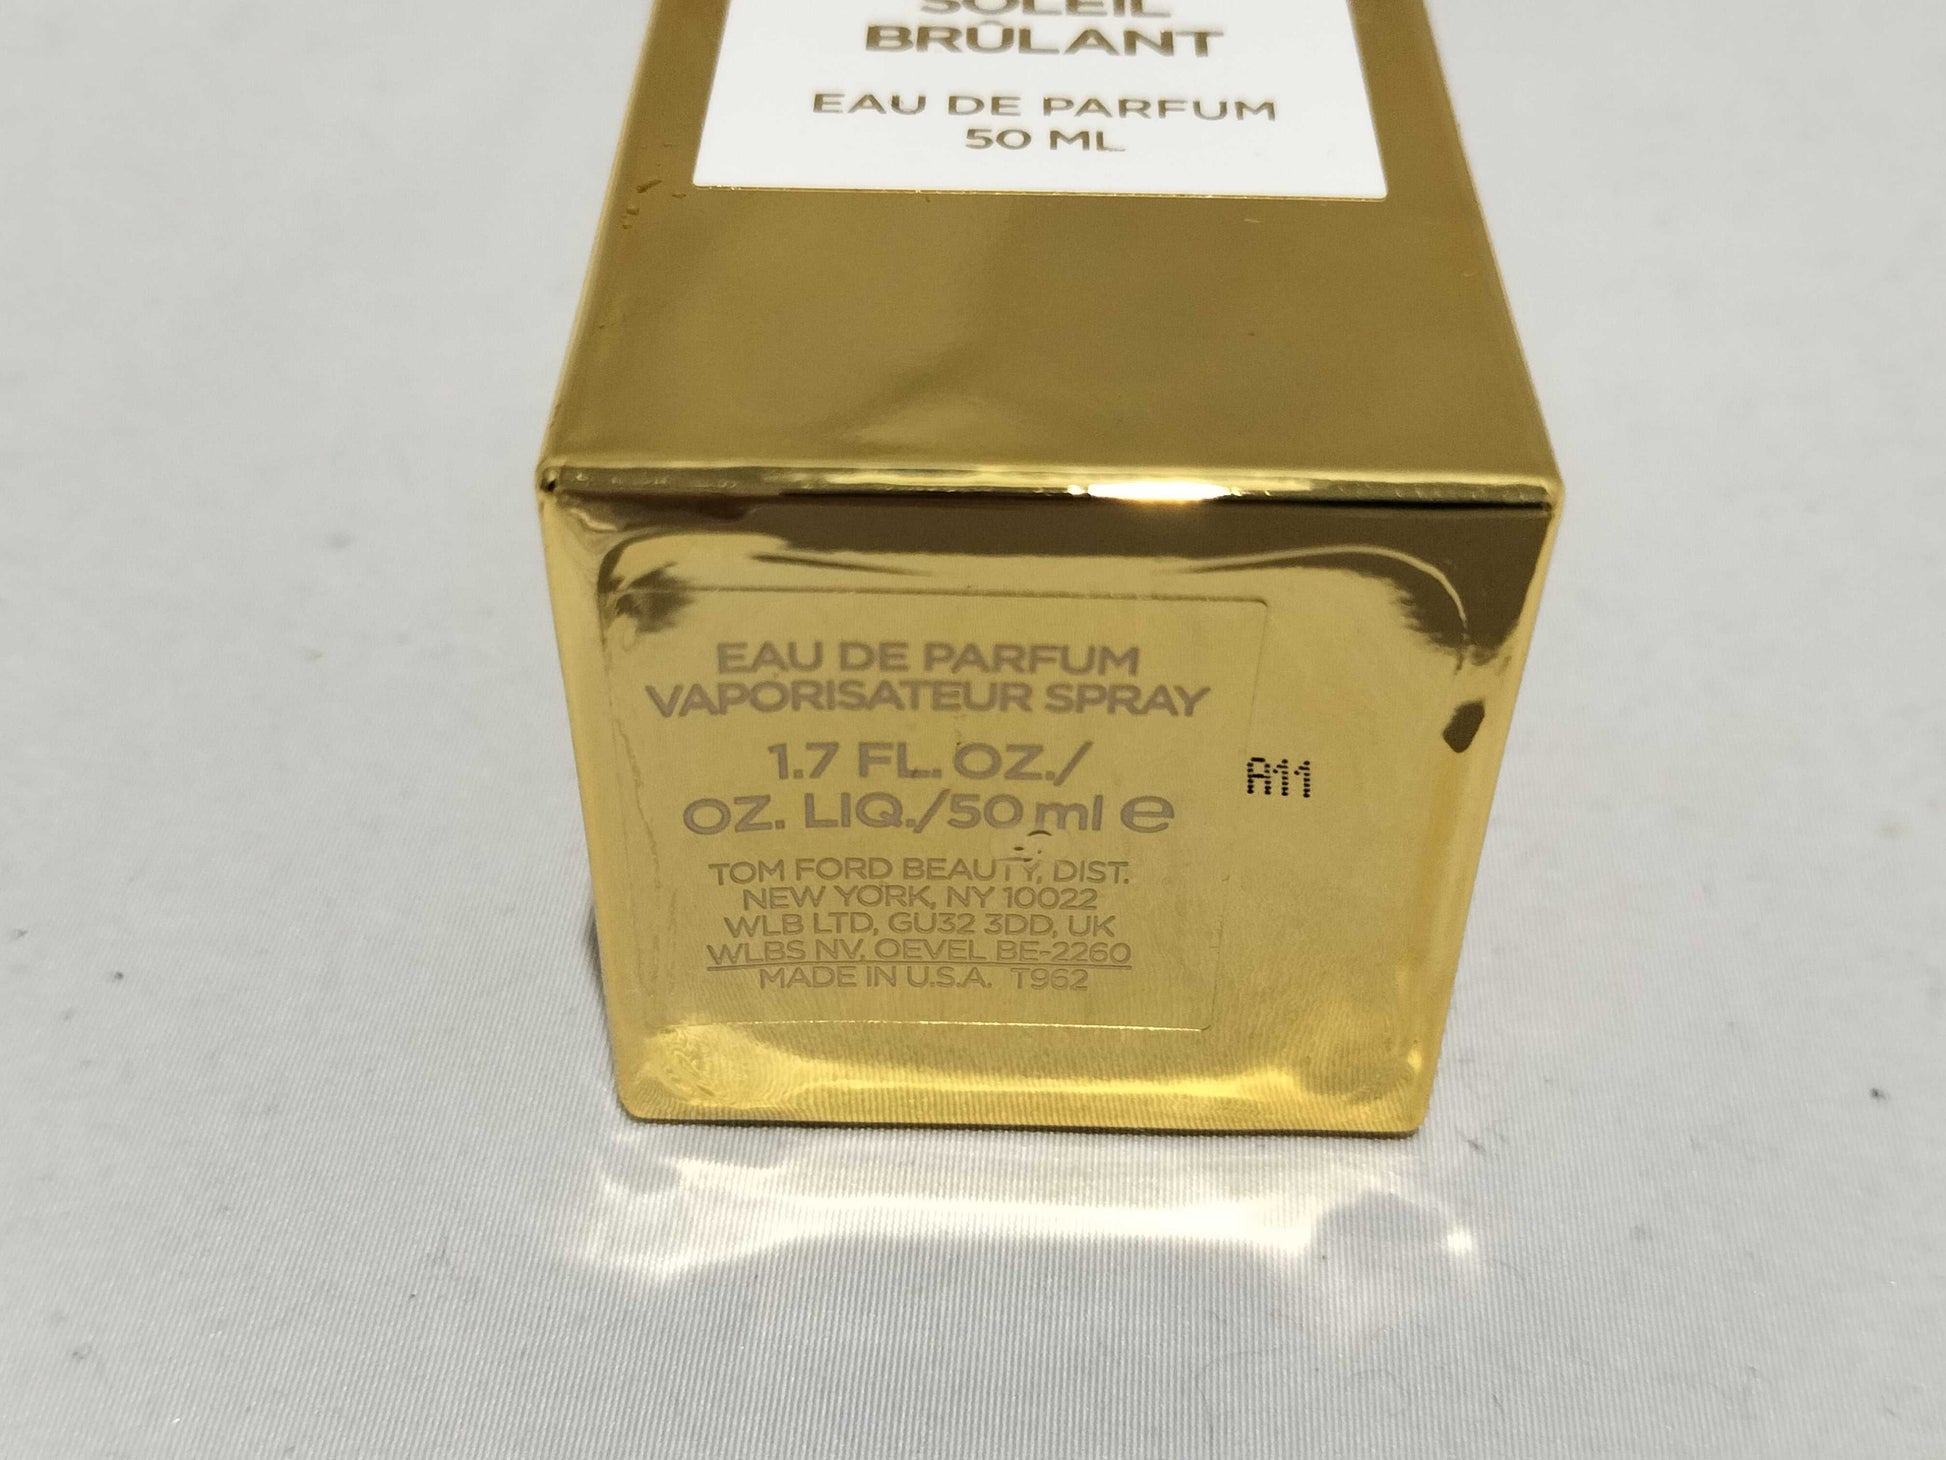 SOLEIL
BRÛLANT
EAU DE PARFUM
50 ML
EAU DE PARFUM
VAPORISATEUR SPRAY
1.7 FL. OZ./
OZ. LIQ./50 ml e
A11
TOM FORD BEAUTY, DIST.
NEW YORK, NY 10022
WLB LTD, GU32 3DD, UK
WLBS NV, OEVEL BE-2260
MADE IN U.S.A. T962